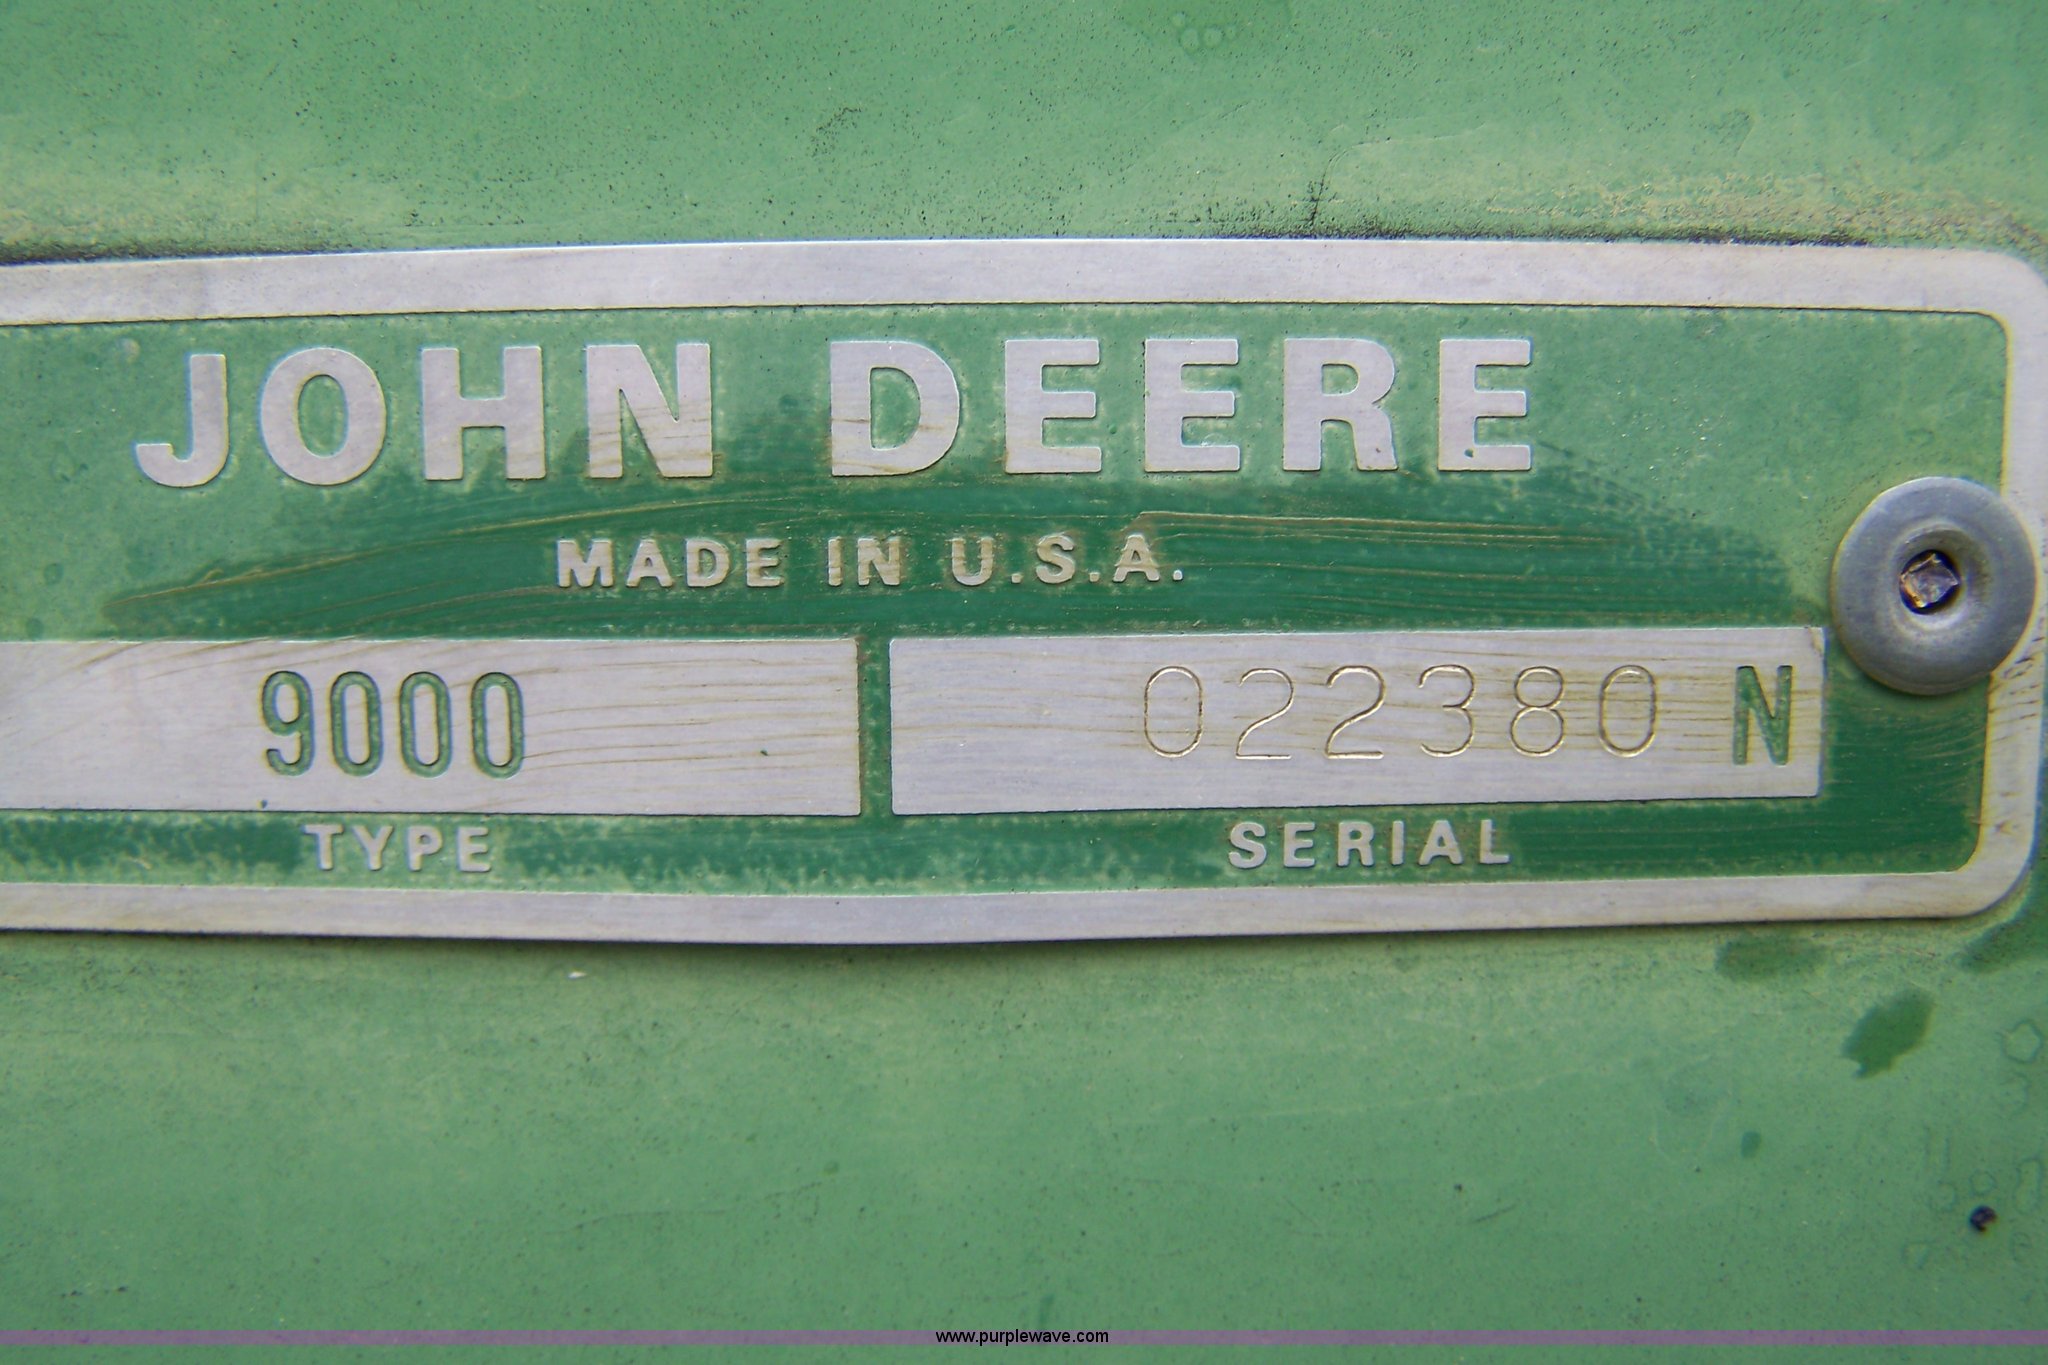 JOHN DEERE
MADE IN U.S.A.
9000 022380 N
TYPE SERIAL
www.purplewave.com